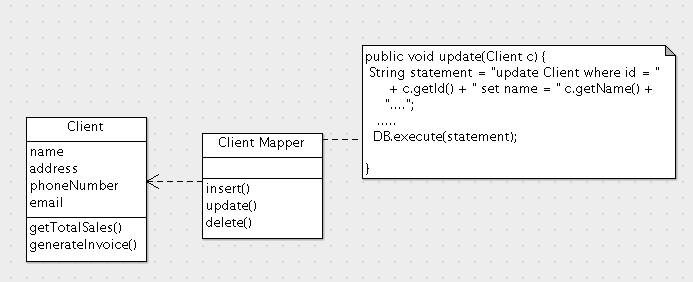 Client
name
address
phoneNumber
email
getTotalSales()
generateInvoice()
Client Mapper
insert()
update()
delete()
public void update(Client c) {
String statement = "update Client where id = "
+ c.getId() + " set name = " c.getName() +
"....";
.....
DB.execute(statement);
}